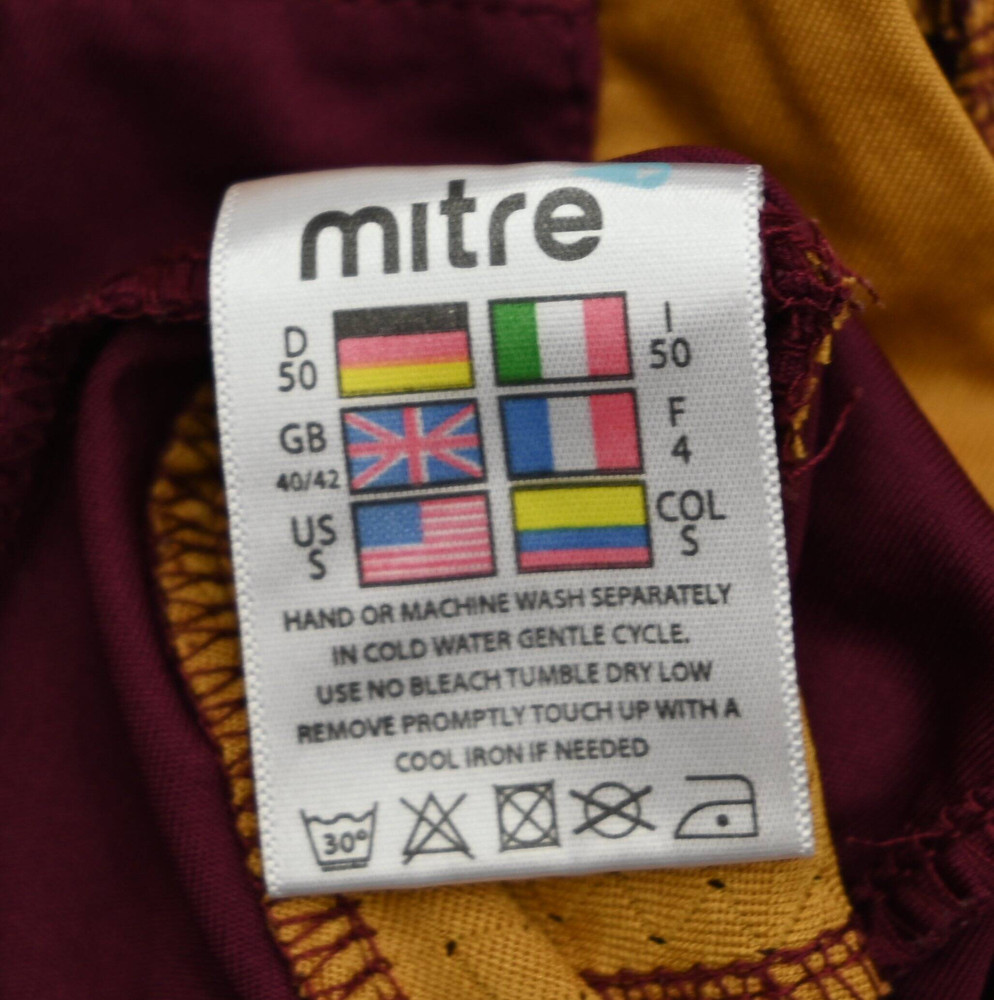 mitre
D
50
I
50
GB
40/42
F
4
US
S
COL
S
HAND OR MACHINE WASH SEPARATELY
IN COLD WATER GENTLE CYCLE.
USE NO BLEACH TUMBLE DRY LOW
REMOVE PROMPTLY TOUCH UP WITH A
COOL IRON IF NEEDED
30°